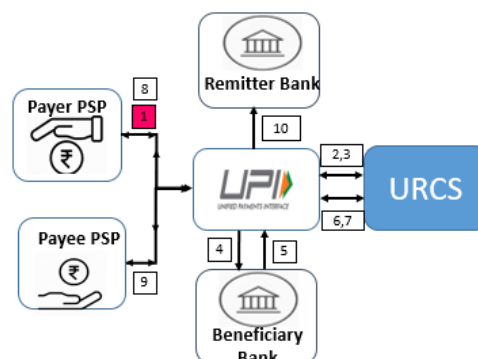 Remitter Bank
Payer PSP
8
1
₹
10
2,3
UPI
UNIFIED PAYMENTS INTERFACE
URCS
6,7
Payee PSP
₹
4
5
9
Beneficiary
Bank